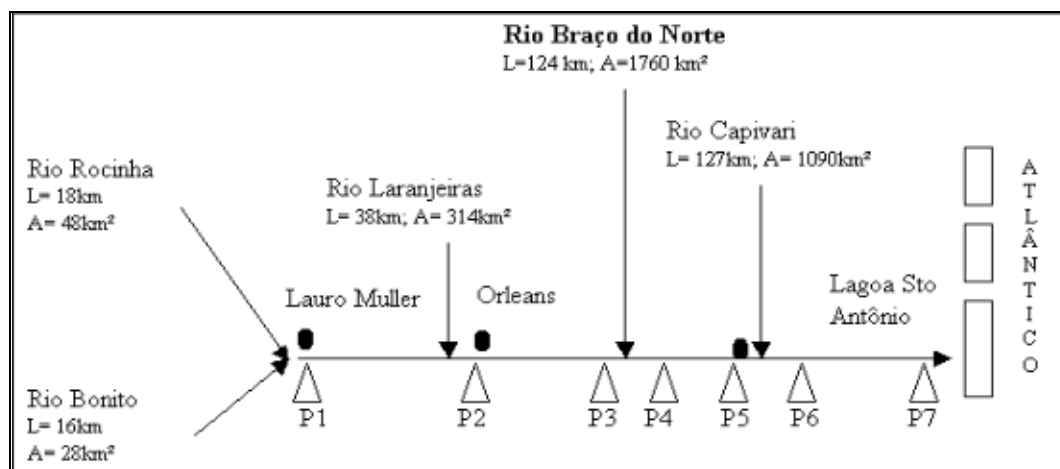 Rio Braço do Norte
L=124 km; A=1760 km²
Rio Capivari
L= 127km; A= 1090km²
Rio Rocinha
L= 18km
A= 48km²
Rio Laranjeiras
L= 38km; A= 314km²
Lauro Muller
Orleans
Lagoa Sto
Antônio
ATLÂNTICO
Rio Bonito
L= 16km
A= 28km²
P1
P2
P3
P4
P5
P6
P7